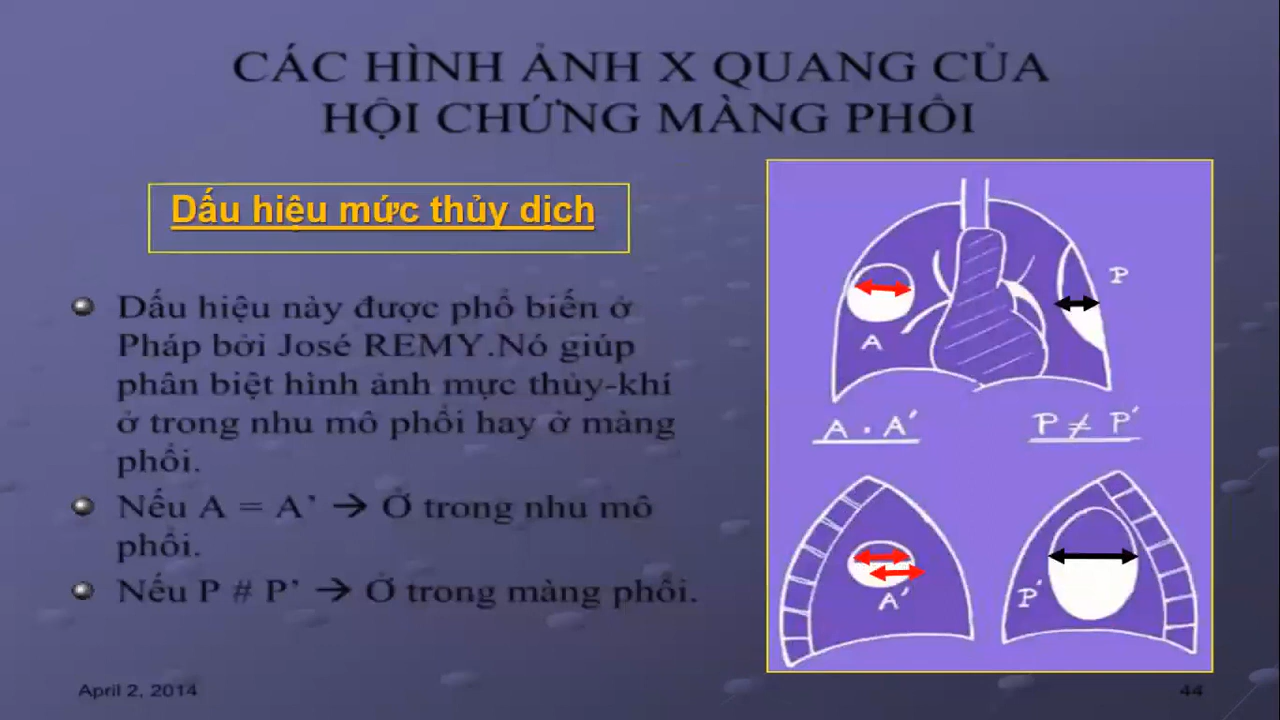 CÁC HÌNH ẢNH X QUANG CỦA
HỘI CHỨNG MÀNG PHỔI
Dấu hiệu mức thủy dịch
Dấu hiệu này được phổ biến ở
Pháp bởi José REMY.Nó giúp
phân biệt hình ảnh mực thủy-khí
ở trong nhu mô phổi hay ở màng
phổi.
Nếu A = A’ → Ở trong nhu mô
phổi.
Nếu P # P’ → Ở trong màng phổi.
P
A
A = A'
P ≠ P'
A'
P'
April 2, 2014
44